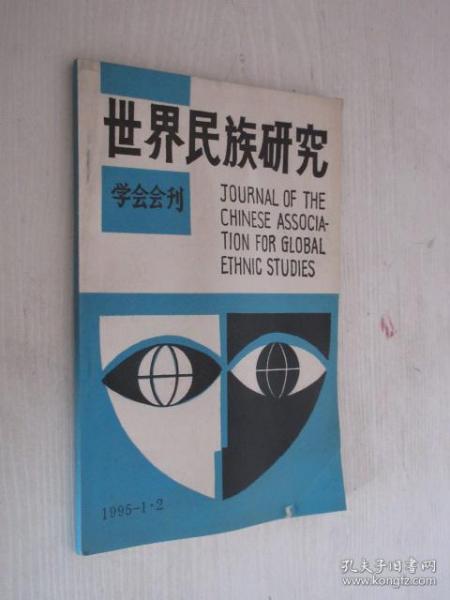 世界民族研究
学会会刊
JOURNAL OF THE
CHINESE ASSOCIA-
TION FOR GLOBAL
ETHNIC STUDIES
1995-1·2
孔夫子旧书网
www.kongfz.com